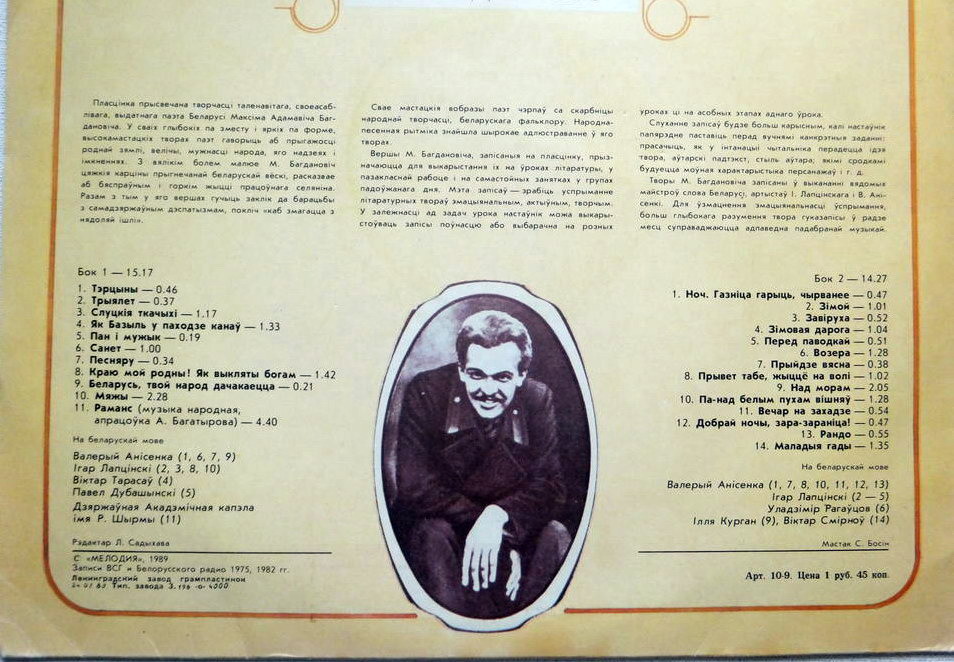 Пласцінка прысвечана творчасці таленавітага, своеасаб-
лівага, выдатнага паэта Беларусі Максіма Адамавіча Баг-
дановіча. У сваіх глыбокіх па зместу і яркіх па форме,
высокамастацкіх творах паэт гаворыць аб прыгажосці
роднай зямлі, велічы, мужнасці народа, яго надзеях і
імкненнях. З вялікім болем малюе М. Багдановіч
цяжкія карціны прыгнечанай беларускай вёскі, расказвае
аб бяспраўным і горкім жыцці працоўнага селяніна.
Разам з тым у яго вершах гучыць заклік да барацьбы
з самадзяржаўным дэспатызмам, покліч «каб змагацца з
нядоляй ішлі».
Свае мастацкія вобразы паэт чэрпаў са скарбніцы
народнай творчасці, беларускага фальклору. Народна-
песенная рытміка знайшла шырокае адлюстраванне ў яго
творах.
Вершы М. Багдановіча, запісаныя на пласцінку, прыз-
начаюцца для выкарыстання іх на ўроках літаратуры, у
пазакласнай рабоце і на самастойных занятках у групах
падоўжанага дня. Мэта запісаў — зрабіць успрыманне
літаратурных твораў эмацыянальным, актыўным, творчым.
У залежнасці ад задач урока настаўнік можа выкары-
стоўваць запісы поўнасцю або выбарачна на розных
уроках ці на асобных этапах аднаго ўрока.
Слуханне запісаў будзе больш карысным, калі настаўнік
папярэдне паставіць перад вучнямі канкрэтныя заданні:
прасачыць, як у інтанацыі чытальніка перадецца ідэя
твора, аўтарскі падтэкст, стыль аўтара; якімі сродкамі
будуецца моўная характарыстыка персанажаў і г. д.
Творы М. Багдановіча запісаны ў выкананні вядомых
майстроў слова Беларусі, артыстаў І. Лапцінскага і В. Ані-
сенкі. Для ўзмацнення эмацыянальнасці ўспрымання,
больш глыбокага разумення твора гуказапісы ў радзе
месц суправаджаюцца адпаведна падабранай музыкай.
Бок 1 — 15.17
1. Тэрцыны — 0.46
2. Трыялет — 0.37
3. Слуцкія ткачыхі — 1.17
4. Як Базыль у паходзе канаў — 1.33
5. Пан і мужык — 0.19
6. Санет — 1.00
7. Песняру — 0.34
8. Краю мой родны! Як выкляты богам — 1.42
9. Беларусь, твой народ дачакаецца — 0.21
10. Мяжы — 2.28
11. Раманс (музыка народная,
апрацоўка А. Багатырова) — 4.40
На беларускай мове
Валерый Анісенка (1, 6, 7, 9)
Ігар Лапцінскі (2, 3, 8, 10)
Віктар Тарасаў (4)
Павел Дубашынскі (5)
Дзяржаўная Акадэмічная капэла
імя Р. Шырмы (11)
Рэдактар Л. Садыхава
С «МЕЛОДИЯ», 1989
Записи ВСГ и Белорусского радио 1975, 1982 гг.
Ленинградский завод грампластинок
Тип. завода З. 196 -0- 4000
Бок 2 — 14.27
1. Ноч. Газніца гарыць, чырванее — 0.47
2. Зімой — 1.01
3. Завіруха — 0.52
4. Зімовая дарога — 1.04
5. Перед паводкай — 0.51
6. Возера — 1.28
7. Прыйдзе вясна — 0.38
8. Прывет табе, жыццё на волі — 1.02
9. Над морам — 2.05
10. Па-над белым пухам вішняў — 1.28
11. Вечар на захадзе — 0.54
12. Добрай ночы, зара-зараніца! — 0.47
13. Рандо — 0.55
14. Маладыя гады — 1.35
На беларускай мове
Валерый Анісенка (1, 7, 8, 10, 11, 12, 13)
Ігар Лапцінскі (2 — 5)
Уладзімір Рагаўцов (6)
Ілля Курган (9), Віктар Смірноў (14)
Мастак С. Босін
Арт. 10-9. Цена 1 руб. 45 коп.